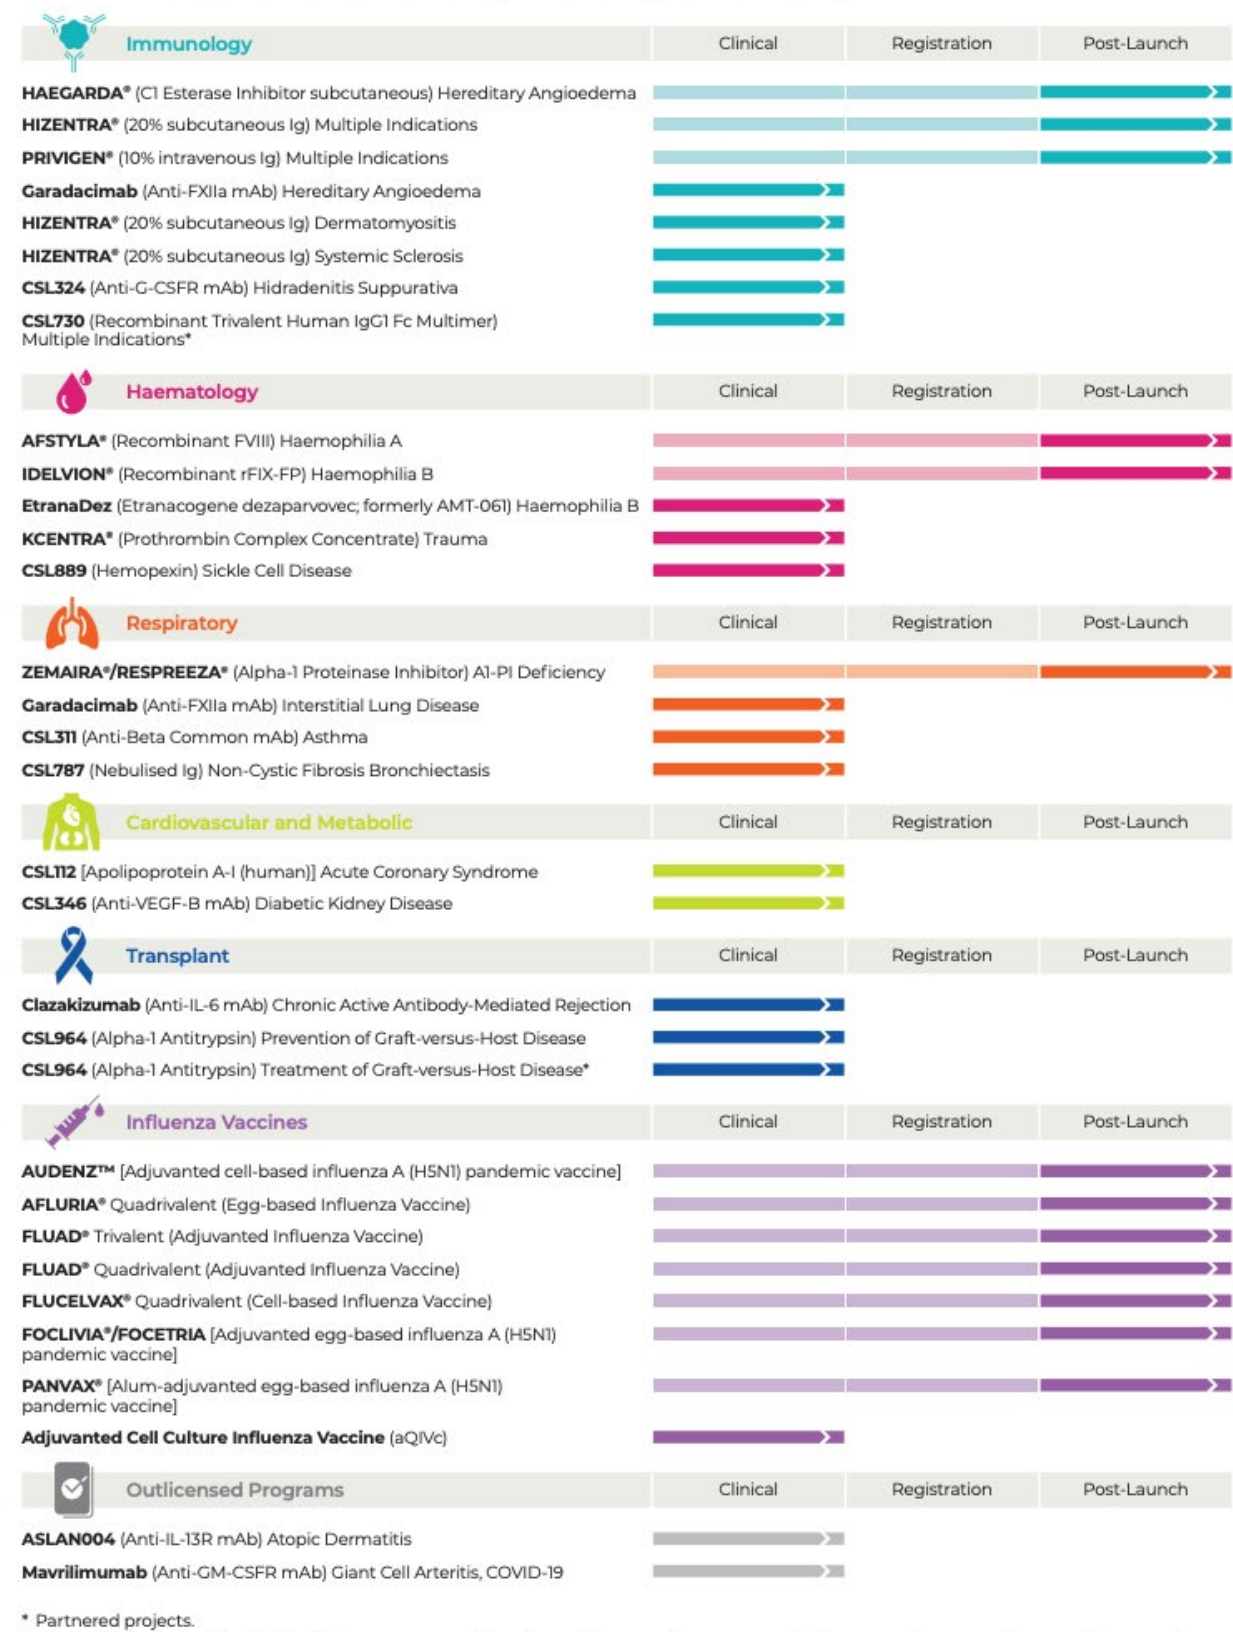 Immunology Clinical Registration Post-Launch
HAEGARDA® (C1 Esterase Inhibitor subcutaneous) Hereditary Angioedema
HIZENTRA® (20% subcutaneous Ig) Multiple Indications
PRIVIGEN® (10% intravenous Ig) Multiple Indications
Garadacimab (Anti-FXIIa mAb) Hereditary Angioedema
HIZENTRA® (20% subcutaneous Ig) Dermatomyositis
HIZENTRA® (20% subcutaneous Ig) Systemic Sclerosis
CSL324 (Anti-G-CSFR mAb) Hidradenitis Suppurativa
CSL730 (Recombinant Trivalent Human IgG1 Fc Multimer)
Multiple Indications*
Haematology Clinical Registration Post-Launch
AFSTYLA® (Recombinant FVIII) Haemophilia A
IDELVION® (Recombinant rFIX-FP) Haemophilia B
EtranaDez (Etranacogene dezaparvovec; formerly AMT-061) Haemophilia B
KCENTRA® (Prothrombin Complex Concentrate) Trauma
CSL889 (Hemopexin) Sickle Cell Disease
Respiratory Clinical Registration Post-Launch
ZEMAIRA®/RESPREEZA® (Alpha-1 Proteinase Inhibitor) A1-PI Deficiency
Garadacimab (Anti-FXIIa mAb) Interstitial Lung Disease
CSL311 (Anti-Beta Common mAb) Asthma
CSL787 (Nebulised Ig) Non-Cystic Fibrosis Bronchiectasis
Cardiovascular and Metabolic Clinical Registration Post-Launch
CSL112 [Apolipoprotein A-I (human)] Acute Coronary Syndrome
CSL346 (Anti-VEGF-B mAb) Diabetic Kidney Disease
Transplant Clinical Registration Post-Launch
Clazakizumab (Anti-IL-6 mAb) Chronic Active Antibody-Mediated Rejection
CSL964 (Alpha-1 Antitrypsin) Prevention of Graft-versus-Host Disease
CSL964 (Alpha-1 Antitrypsin) Treatment of Graft-versus-Host Disease*
Influenza Vaccines Clinical Registration Post-Launch
AUDENZ™ [Adjuvanted cell-based influenza A (H5N1) pandemic vaccine]
AFLURIA® Quadrivalent (Egg-based Influenza Vaccine)
FLUAD® Trivalent (Adjuvanted Influenza Vaccine)
FLUAD® Quadrivalent (Adjuvanted Influenza Vaccine)
FLUCELVAX® Quadrivalent (Cell-based Influenza Vaccine)
FOCLIVIA®/FOCETRIA [Adjuvanted egg-based influenza A (H5N1)
pandemic vaccine]
PANVAX® [Alum-adjuvanted egg-based influenza A (H5N1)
pandemic vaccine]
Adjuvanted Cell Culture Influenza Vaccine (aQIVc)
Outlicensed Programs Clinical Registration Post-Launch
ASLAN004 (Anti-IL-13R mAb) Atopic Dermatitis
Mavrilimumab (Anti-GM-CSFR mAb) Giant Cell Arteritis, COVID-19
* Partnered projects.